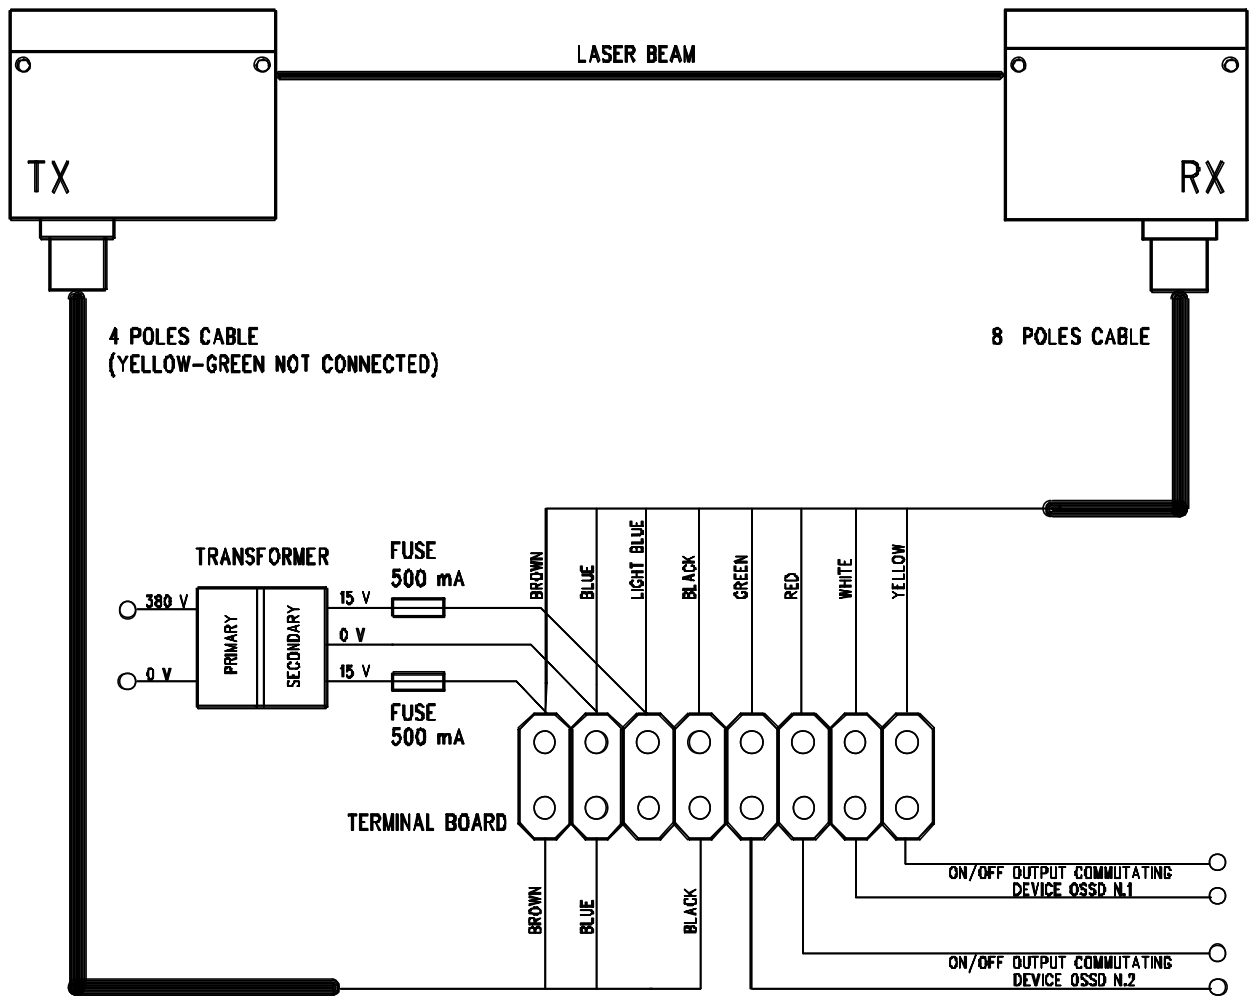 LASER BEAM
TX
RX
4 POLES CABLE
(YELLOW-GREEN NOT CONNECTED)
8 POLES CABLE
TRANSFORMER
FUSE
500 mA
380 V
0 V
PRIMARY
SECONDARY
15 V
0 V
15 V
FUSE
500 mA
BROWN
BLUE
LIGHT BLUE
BLACK
GREEN
RED
WHITE
YELLOW
TERMINAL BOARD
BROWN
BLUE
BLACK
ON/OFF OUTPUT COMMUTATING
DEVICE OSSD N.1
ON/OFF OUTPUT COMMUTATING
DEVICE OSSD N.2